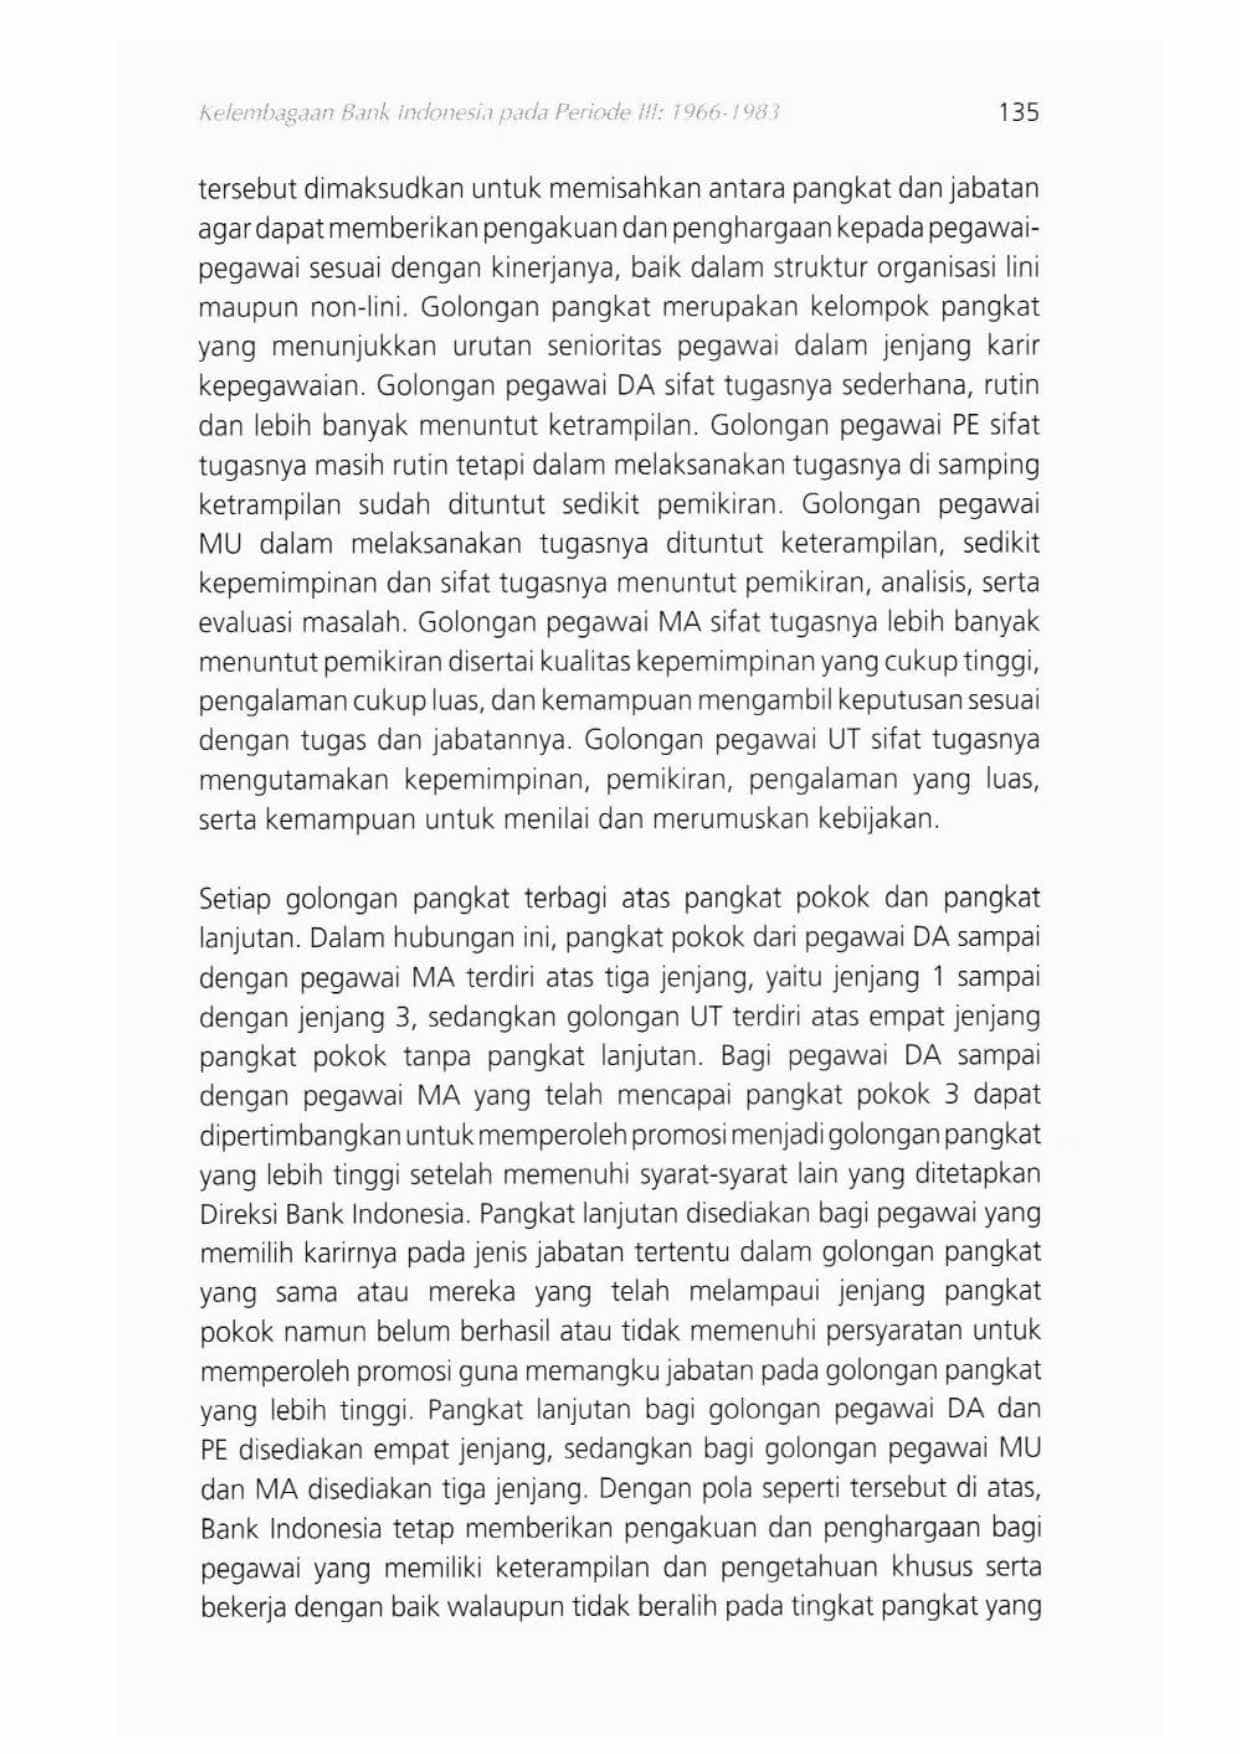 Kelembagaan Bank Indonesia pada Periode III: 1966-1983 135
tersebut dimaksudkan untuk memisahkan antara pangkat dan jabatan
agar dapat memberikan pengakuan dan penghargaan kepada pegawai-
pegawai sesuai dengan kinerjanya, baik dalam struktur organisasi lini
maupun non-lini. Golongan pangkat merupakan kelompok pangkat
yang menunjukkan urutan senioritas pegawai dalam jenjang karir
kepegawaian. Golongan pegawai DA sifat tugasnya sederhana, rutin
dan lebih banyak menuntut ketrampilan. Golongan pegawai PE sifat
tugasnya masih rutin tetapi dalam melaksanakan tugasnya di samping
ketrampilan sudah dituntut sedikit pemikiran. Golongan pegawai
MU dalam melaksanakan tugasnya dituntut keterampilan, sedikit
kepemimpinan dan sifat tugasnya menuntut pemikiran, analisis, serta
evaluasi masalah. Golongan pegawai MA sifat tugasnya lebih banyak
menuntut pemikiran disertai kualitas kepemimpinan yang cukup tinggi,
pengalaman cukup luas, dan kemampuan mengambil keputusan sesuai
dengan tugas dan jabatannya. Golongan pegawai UT sifat tugasnya
mengutamakan kepemimpinan, pemikiran, pengalaman yang luas,
serta kemampuan untuk menilai dan merumuskan kebijakan.
Setiap golongan pangkat terbagi atas pangkat pokok dan pangkat
lanjutan. Dalam hubungan ini, pangkat pokok dari pegawai DA sampai
dengan pegawai MA terdiri atas tiga jenjang, yaitu jenjang 1 sampai
dengan jenjang 3, sedangkan golongan UT terdiri atas empat jenjang
pangkat pokok tanpa pangkat lanjutan. Bagi pegawai DA sampai
dengan pegawai MA yang telah mencapai pangkat pokok 3 dapat
dipertimbangkan untuk memperoleh promosi menjadi golongan pangkat
yang lebih tinggi setelah memenuhi syarat-syarat lain yang ditetapkan
Direksi Bank Indonesia. Pangkat lanjutan disediakan bagi pegawai yang
memilih karirnya pada jenis jabatan tertentu dalam golongan pangkat
yang sama atau mereka yang telah melampaui jenjang pangkat
pokok namun belum berhasil atau tidak memenuhi persyaratan untuk
memperoleh promosi guna memangku jabatan pada golongan pangkat
yang lebih tinggi. Pangkat lanjutan bagi golongan pegawai DA dan
PE disediakan empat jenjang, sedangkan bagi golongan pegawai MU
dan MA disediakan tiga jenjang. Dengan pola seperti tersebut di atas,
Bank Indonesia tetap memberikan pengakuan dan penghargaan bagi
pegawai yang memiliki keterampilan dan pengetahuan khusus serta
bekerja dengan baik walaupun tidak beralih pada tingkat pangkat yang